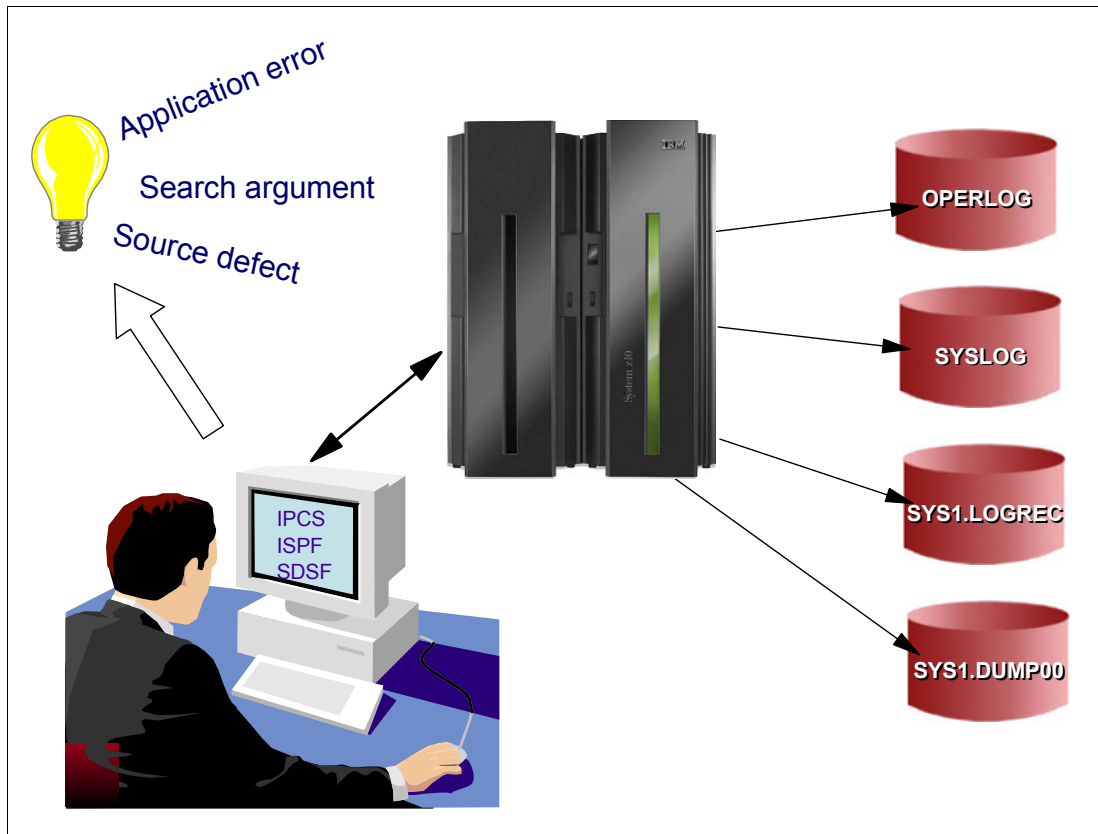 Application error
Search argument
Source defect
IPCS
ISPF
SDSF
IBM
System z10
OPERLOG
SYSLOG
SYS1.LOGREC
SYS1.DUMP00